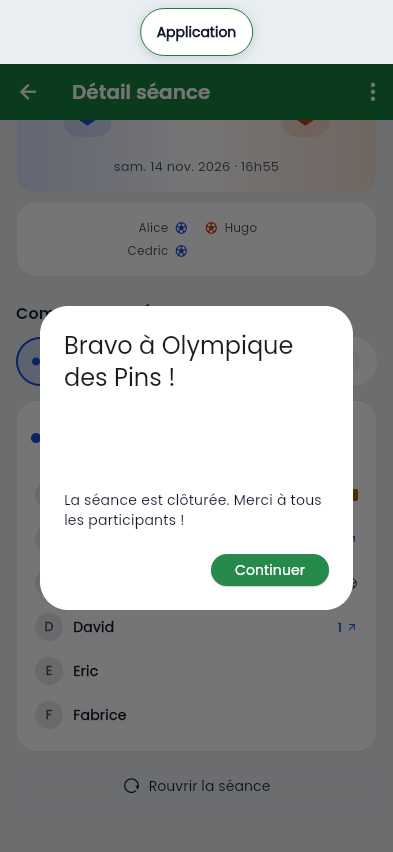 Application
Détail séance
sam. 14 nov. 2026 · 16h55
Alice
Hugo
Cedric
Bravo à Olympique
des Pins !
La séance est clôturée. Merci à tous
les participants !
Continuer
D David 1
E Eric
F Fabrice
Rouvrir la séance